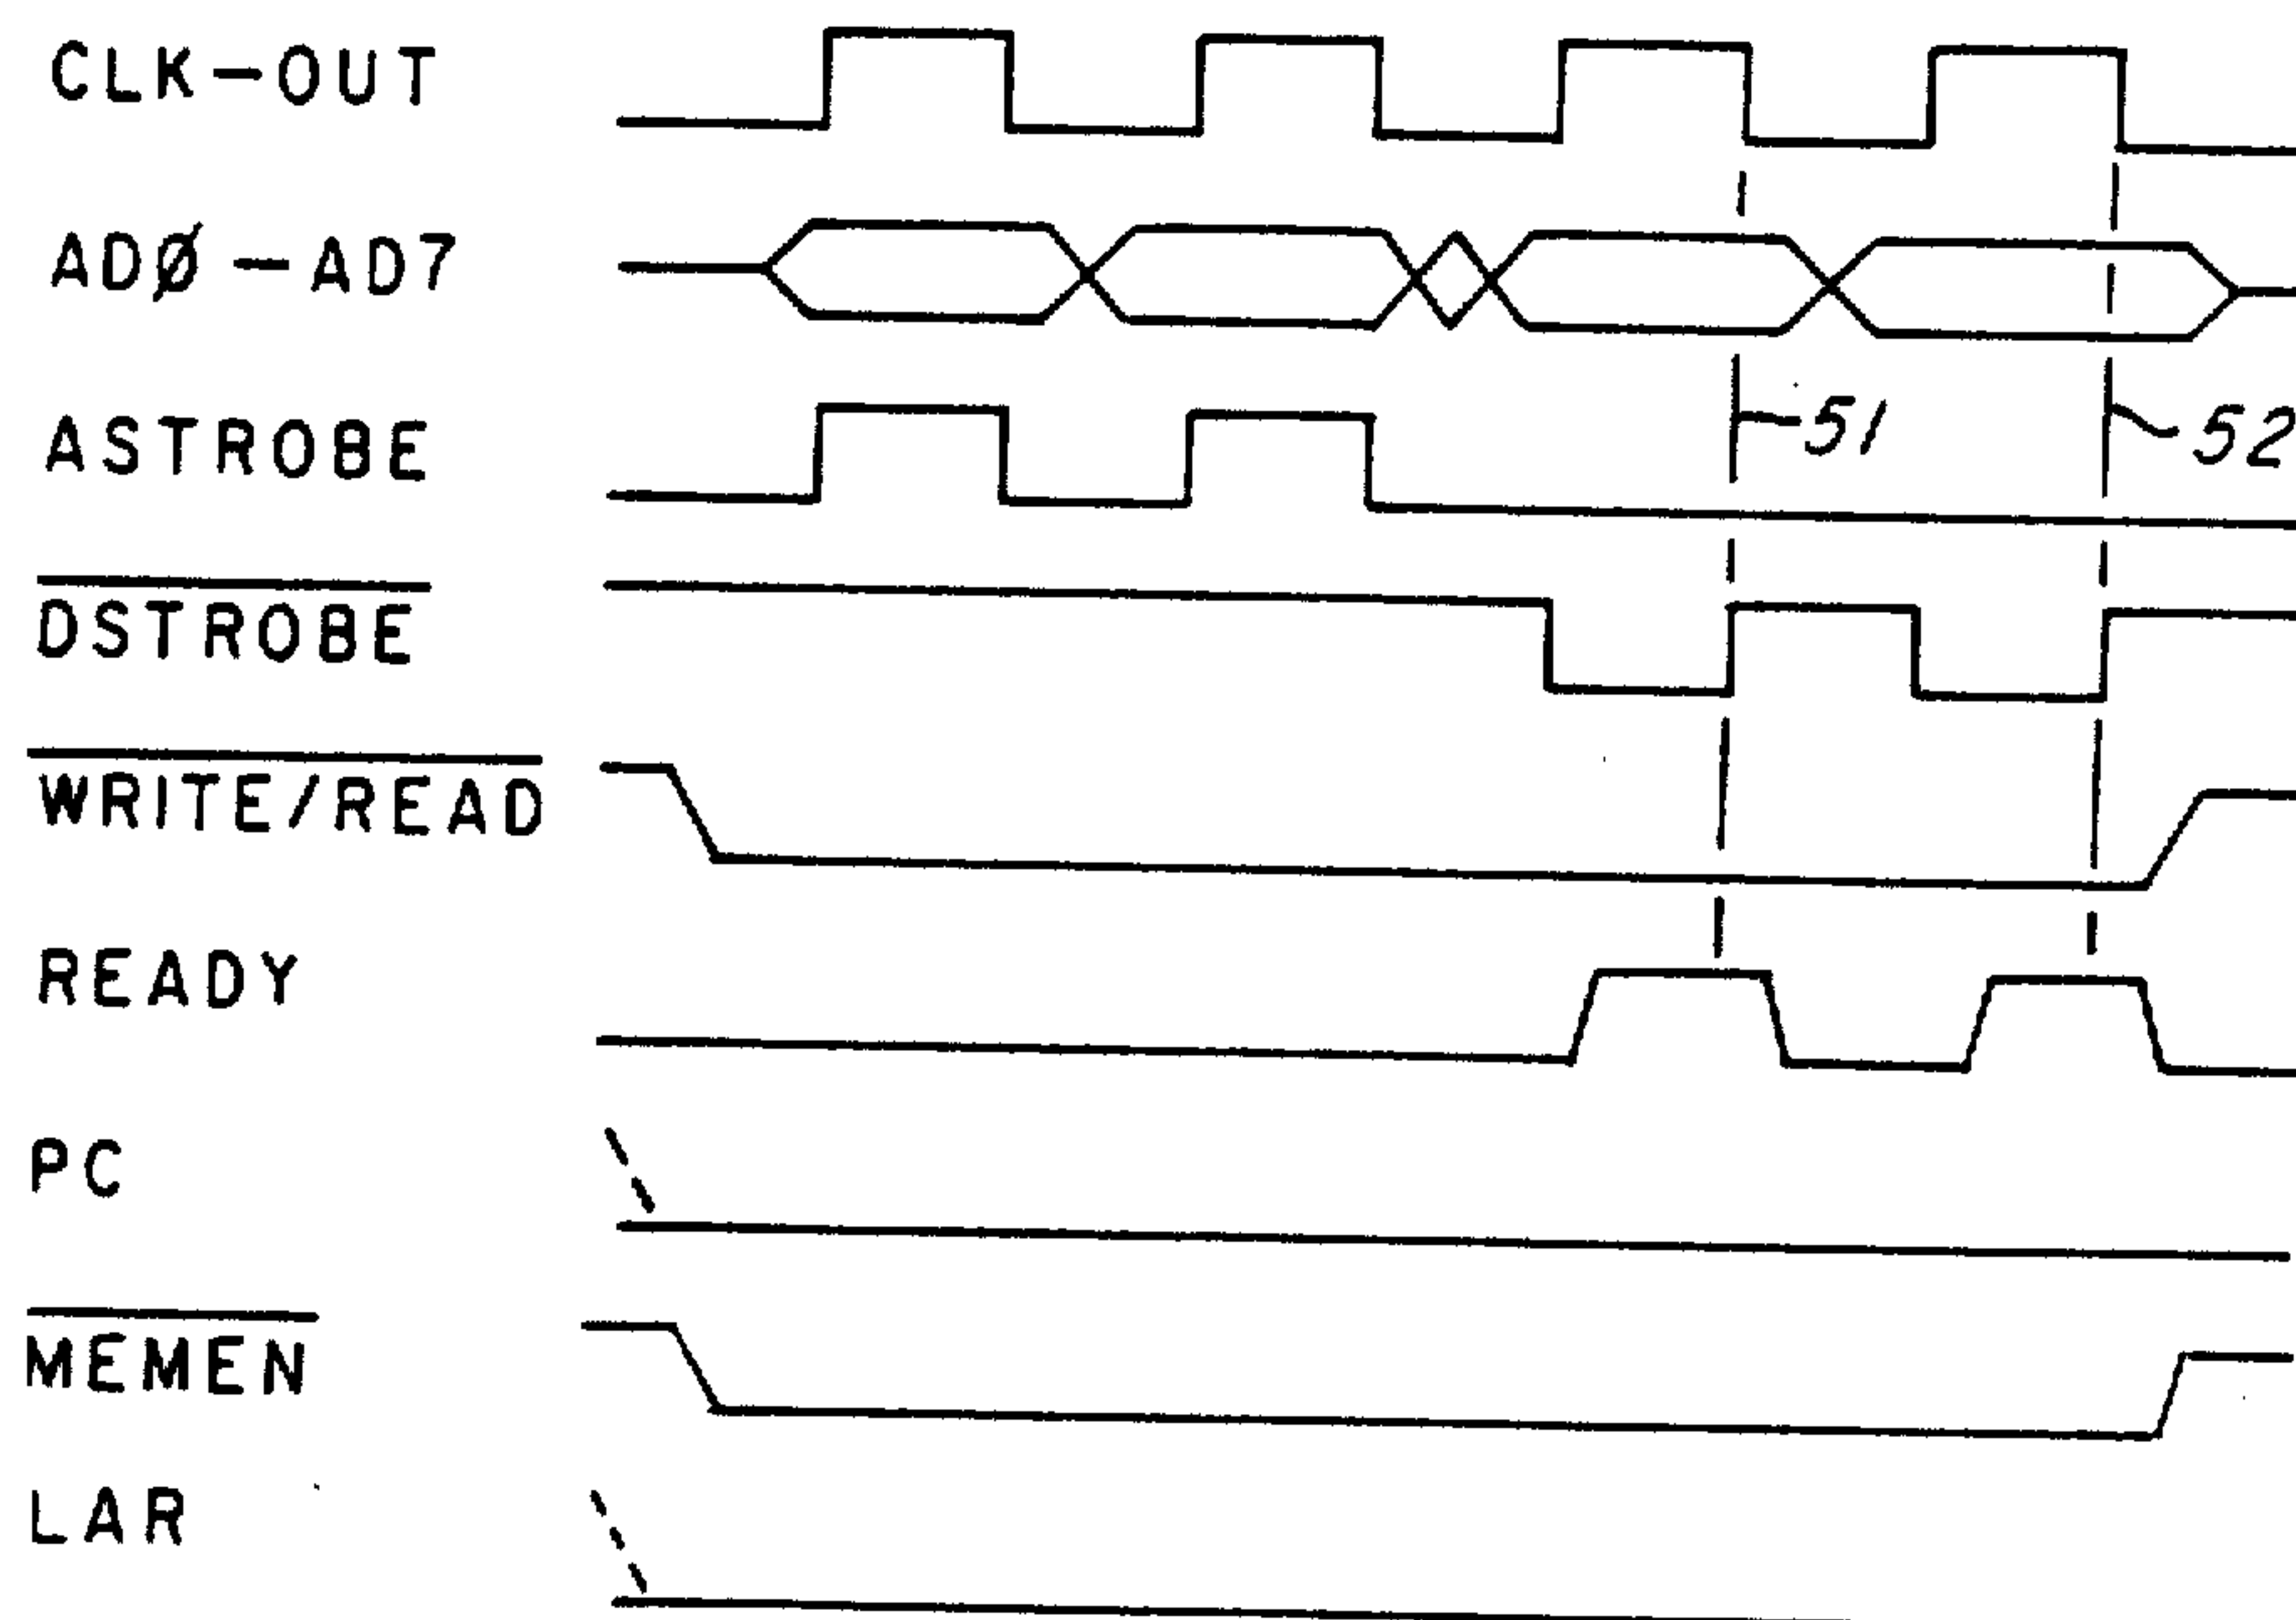 CLK-OUT
ADØ-AD7
ASTROBE
51
52
DSTROBE
WRITE/READ
READY
PC
MEMEN
LAR